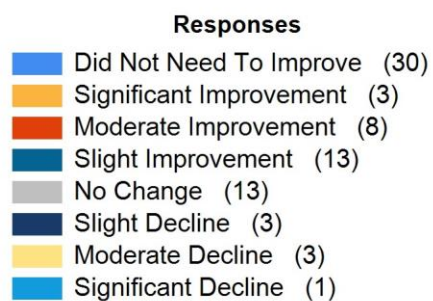 Responses
Did Not Need To Improve (30)
Significant Improvement (3)
Moderate Improvement (8)
Slight Improvement (13)
No Change (13)
Slight Decline (3)
Moderate Decline (3)
Significant Decline (1)